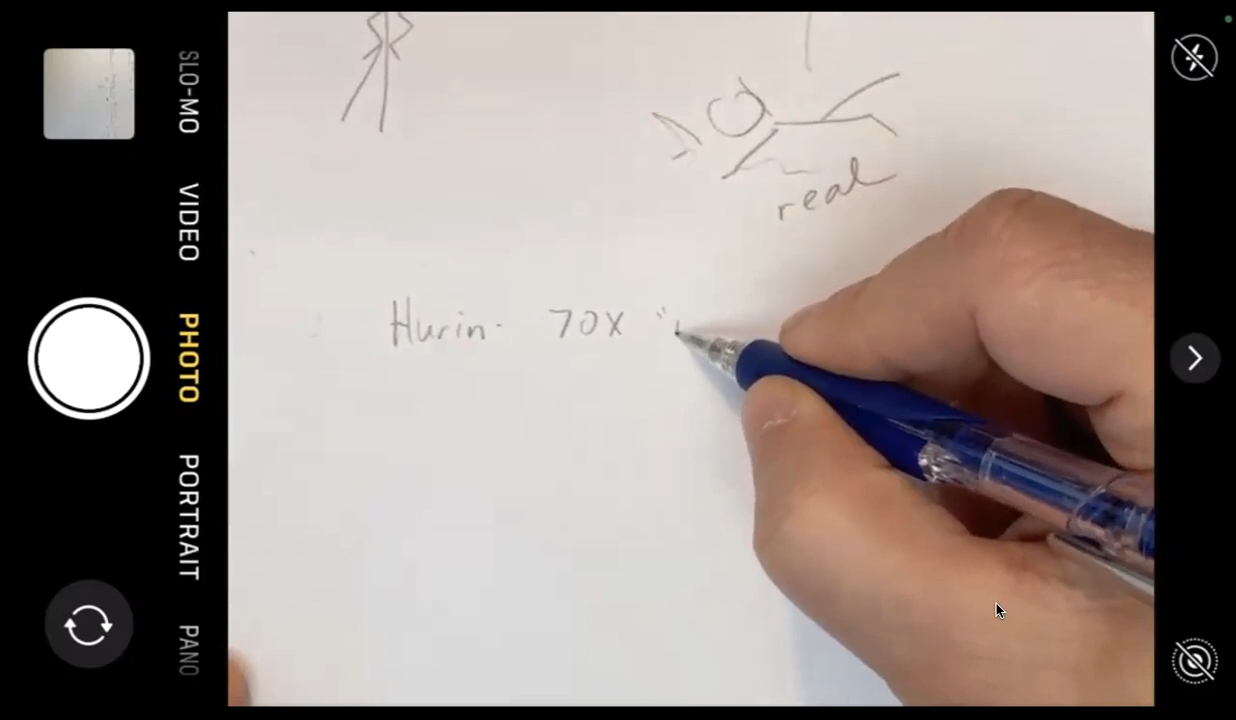 SLO-MO
VIDEO
PHOTO
PORTRAIT
PANO
real
Hurin- 70X "